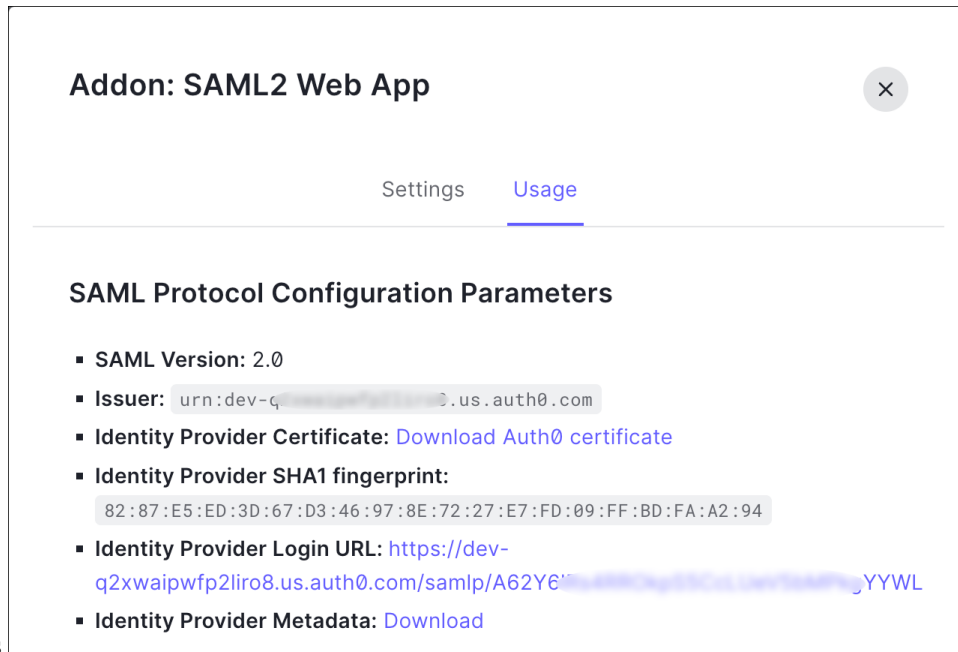 Addon: SAML2 Web App
Settings Usage
SAML Protocol Configuration Parameters
SAML Version: 2.0
Issuer: .us.auth0.com
Identity Provider Certificate: Download Auth0 certificate
Identity Provider SHA1 fingerprint:
82:87:E5:ED:3D:67:D3:46:97:8E:72:27:E7:FD:09:FF:BD:FA:A2:94
Identity Provider Login URL: https://dev-
q2xwaipwfp2liro8.us.auth0.com/samlp/A62Y6 YYWL
Identity Provider Metadata: Download